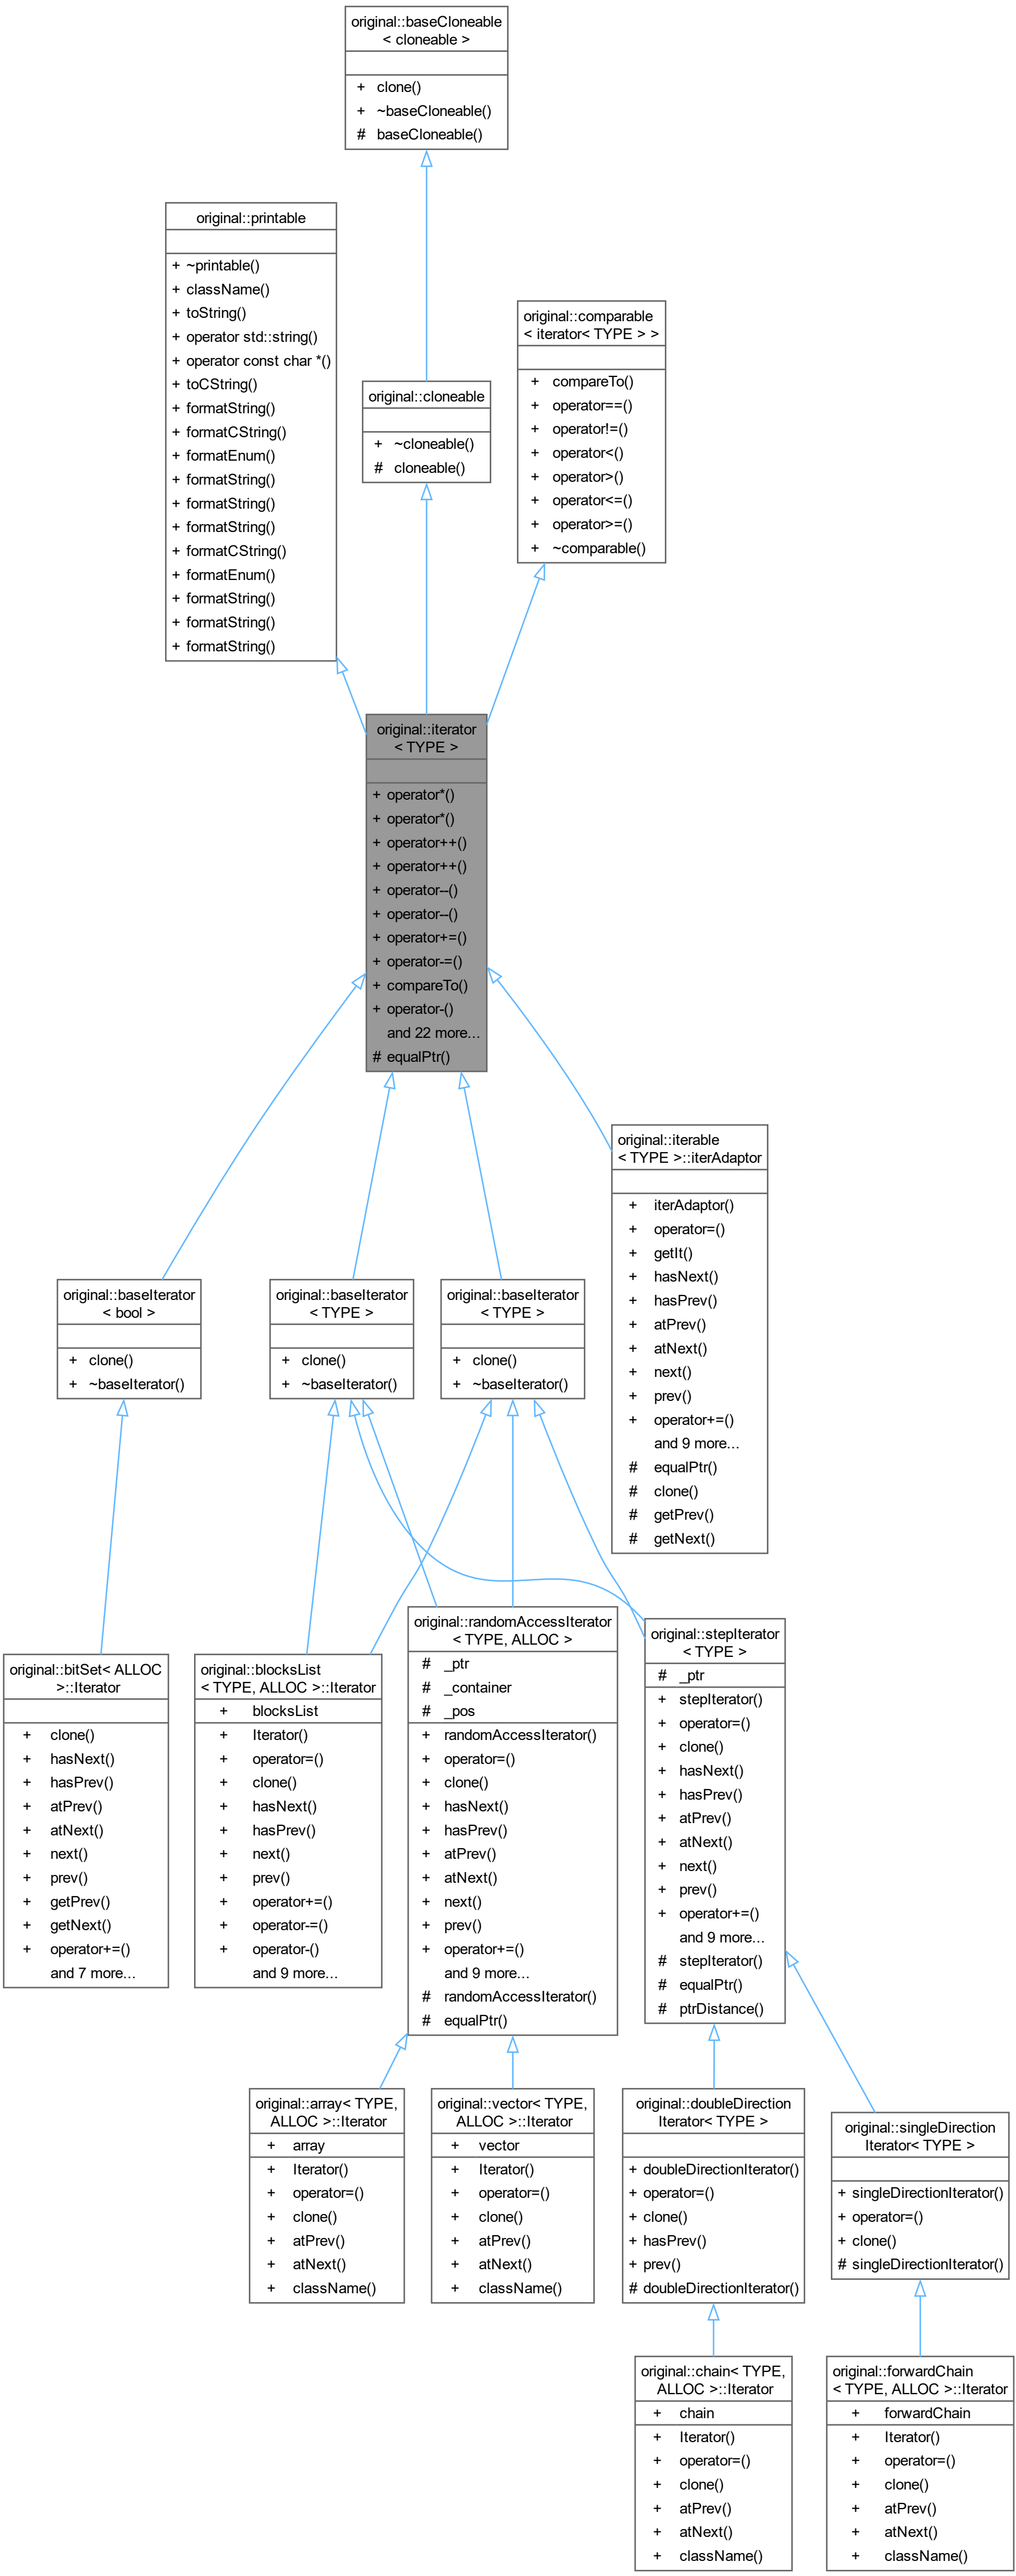 original::baseCloneable
< cloneable >
+ clone()
+ ~baseCloneable()
# baseCloneable()
original::printable
+ ~printable()
+ className()
+ toString()
+ operator std::string()
+ operator const char *()
+ toCString()
+ formatString()
+ formatCString()
+ formatEnum()
+ formatString()
+ formatString()
+ formatString()
+ formatCString()
+ formatEnum()
+ formatString()
+ formatString()
+ formatString()
original::cloneable
+ ~cloneable()
# cloneable()
original::comparable
< iterator< TYPE > >
+ compareTo()
+ operator==()
+ operator!=()
+ operator<()
+ operator>()
+ operator<=()
+ operator>=()
+ ~comparable()
original::iterator
< TYPE >
+ operator*()
+ operator*()
+ operator++()
+ operator++()
+ operator--()
+ operator--()
+ operator+=()
+ operator-=()
+ compareTo()
+ operator-()
and 22 more...
# equalPtr()
original::iterable
< TYPE >::iterAdaptor
+ iterAdaptor()
+ operator=()
+ getIt()
+ hasNext()
+ hasPrev()
+ atPrev()
+ atNext()
+ next()
+ prev()
+ operator+=()
and 9 more...
# equalPtr()
# clone()
# getPrev()
# getNext()
original::baseIterator
< bool >
+ clone()
+ ~baseIterator()
original::baseIterator
< TYPE >
+ clone()
+ ~baseIterator()
original::baseIterator
< TYPE >
+ clone()
+ ~baseIterator()
original::bitSet< ALLOC
>::Iterator
+ clone()
+ hasNext()
+ hasPrev()
+ atPrev()
+ atNext()
+ next()
+ prev()
+ getPrev()
+ getNext()
+ operator+=()
and 7 more...
original::blocksList
< TYPE, ALLOC >::Iterator
+ blocksList
+ Iterator()
+ operator=()
+ clone()
+ hasNext()
+ hasPrev()
+ next()
+ prev()
+ operator+=()
+ operator-=()
+ operator-()
and 9 more...
original::randomAccessIterator
< TYPE, ALLOC >
# _ptr
# _container
# _pos
+ randomAccessIterator()
+ operator=()
+ clone()
+ hasNext()
+ hasPrev()
+ atPrev()
+ atNext()
+ next()
+ prev()
+ operator+=()
and 9 more...
# randomAccessIterator()
# equalPtr()
original::stepIterator
< TYPE >
# _ptr
+ stepIterator()
+ operator=()
+ clone()
+ hasNext()
+ hasPrev()
+ atPrev()
+ atNext()
+ next()
+ prev()
+ operator+=()
and 9 more...
# stepIterator()
# equalPtr()
# ptrDistance()
original::array< TYPE,
ALLOC >::Iterator
+ array
+ Iterator()
+ operator=()
+ clone()
+ atPrev()
+ atNext()
+ className()
original::vector< TYPE,
ALLOC >::Iterator
+ vector
+ Iterator()
+ operator=()
+ clone()
+ atPrev()
+ atNext()
+ className()
original::doubleDirection
Iterator< TYPE >
+ doubleDirectionIterator()
+ operator=()
+ clone()
+ hasPrev()
+ prev()
# doubleDirectionIterator()
original::singleDirection
Iterator< TYPE >
+ singleDirectionIterator()
+ operator=()
+ clone()
# singleDirectionIterator()
original::chain< TYPE,
ALLOC >::Iterator
+ chain
+ Iterator()
+ operator=()
+ clone()
+ atPrev()
+ atNext()
+ className()
original::forwardChain
< TYPE, ALLOC >::Iterator
+ forwardChain
+ Iterator()
+ operator=()
+ clone()
+ atPrev()
+ atNext()
+ className()